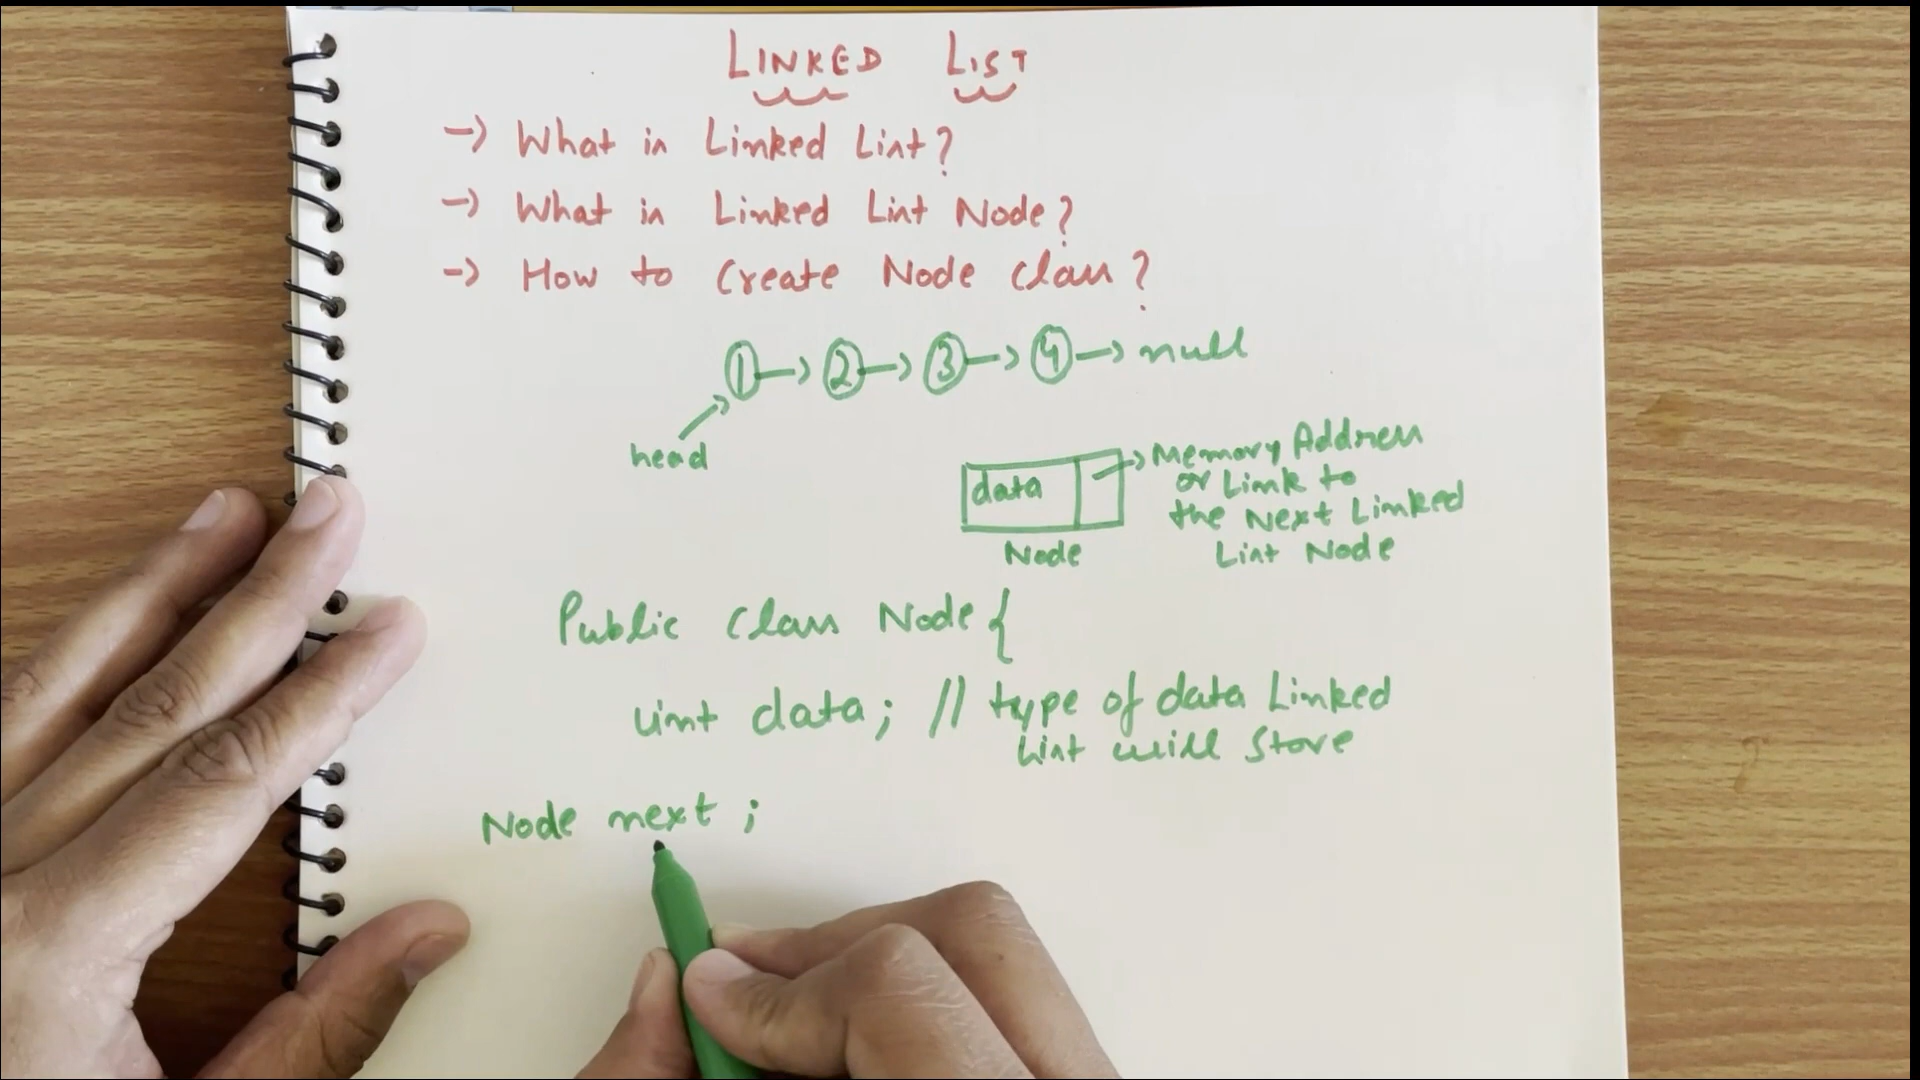 LINKED LIST
-> What is Linked List?
-> What is Linked List Node?
-> How to Create Node Class?
1 -> 2 -> 3 -> 4 -> null
head
data -> Memory Address
or Link to
the Next Linked
List Node
Node
Public Class Node {
int data; // type of data Linked
List will Store
Node next ;